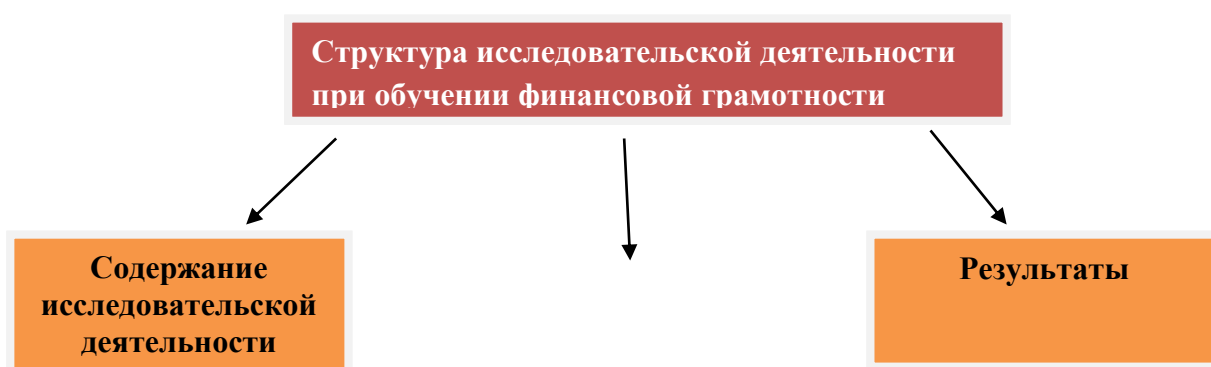 Структура исследовательской деятельности
при обучении финансовой грамотности
Содержание
исследовательской
деятельности
Результаты